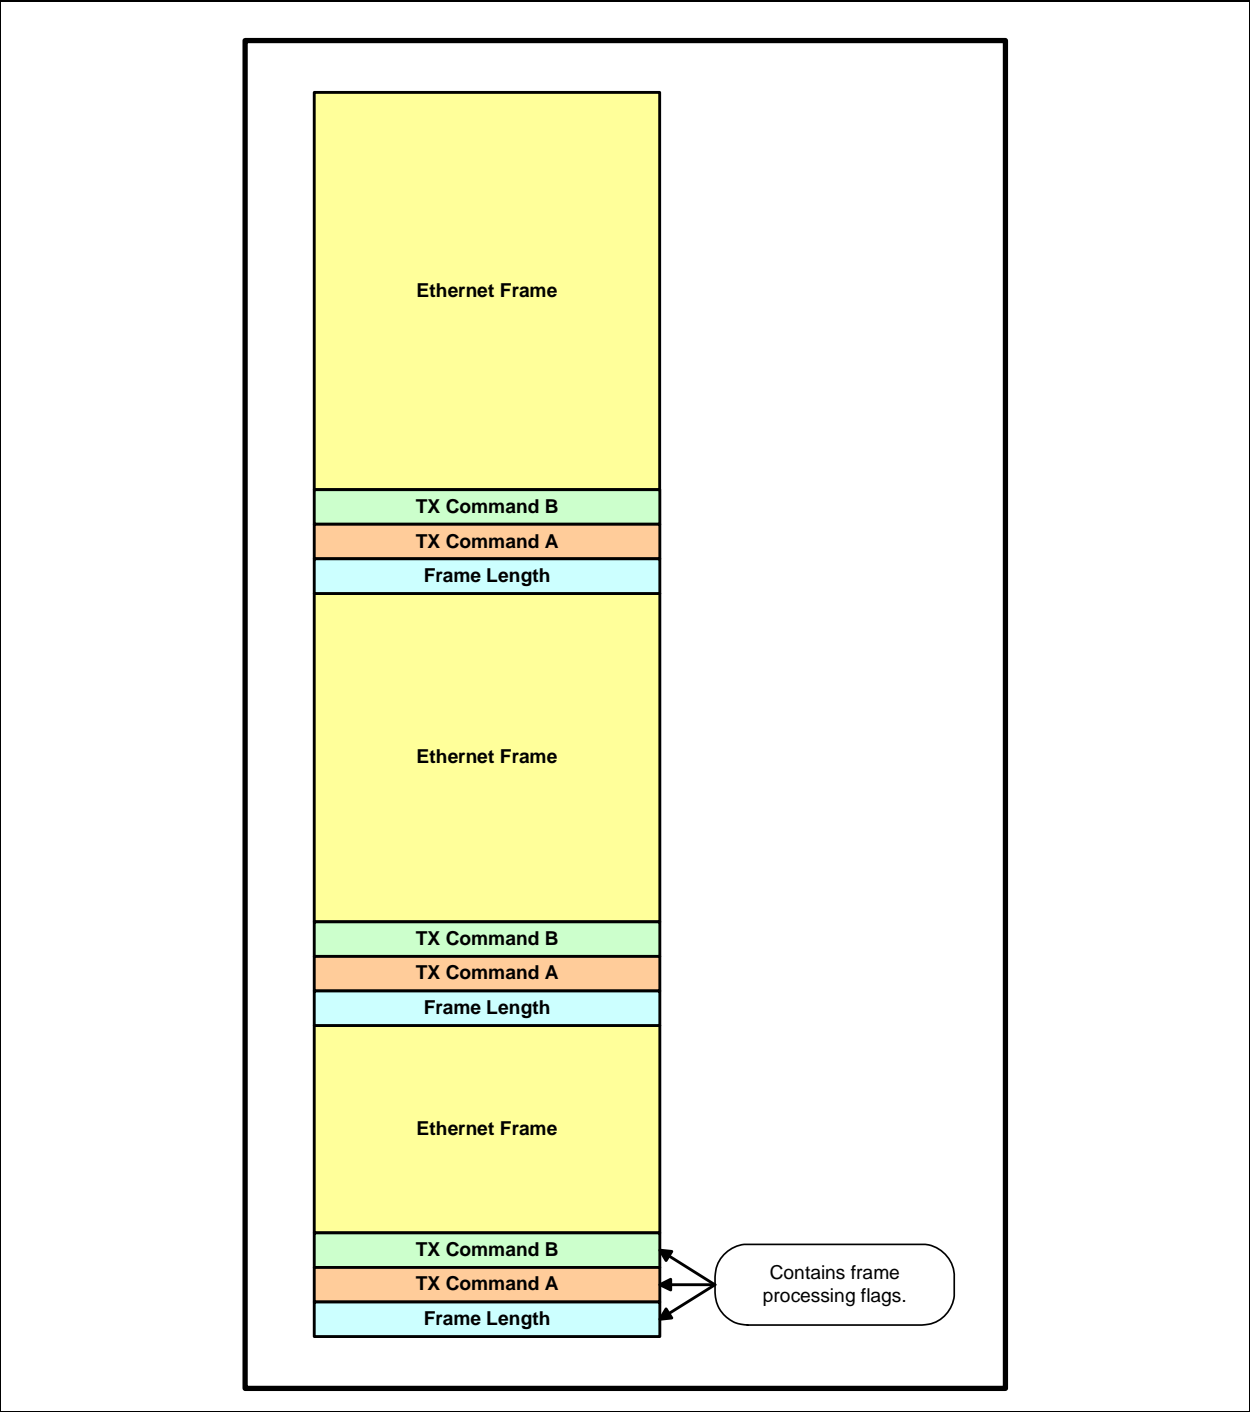 Ethernet Frame
TX Command B
TX Command A
Frame Length
Ethernet Frame
TX Command B
TX Command A
Frame Length
Ethernet Frame
TX Command B
TX Command A
Frame Length
Contains frame
processing flags.